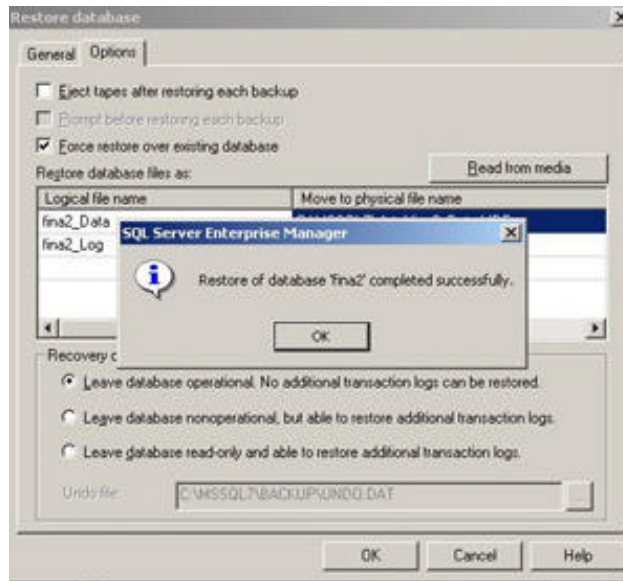 Restore database
General Options
Eject tapes after restoring each backup
Prompt before restoring each backup
Force restore over existing database
Restore database files as:
Read from media
Logical file name Move to physical file name
fina2_Data
fina2_Log
SQL Server Enterprise Manager
Restore of database 'fina2' completed successfully.
OK
Recovery c
Leave database operational. No additional transaction logs can be restored.
Leave database nonoperational, but able to restore additional transaction logs.
Leave database read-only and able to restore additional transaction logs.
Undo file: C:\MSSQL7\BACKUP\UNDO.DAT ...
OK Cancel Help